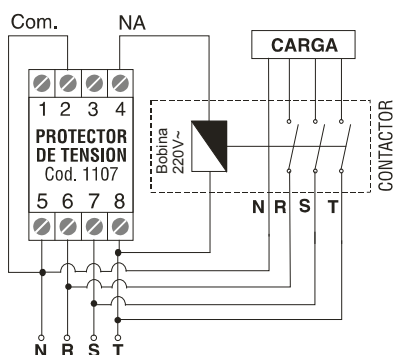 Com. NA
CARGA
1 2 3 4
PROTECTOR
DE TENSION
Cod. 1107
5 6 7 8
Bobina
220V~
CONTACTOR
N R S T
N R S T